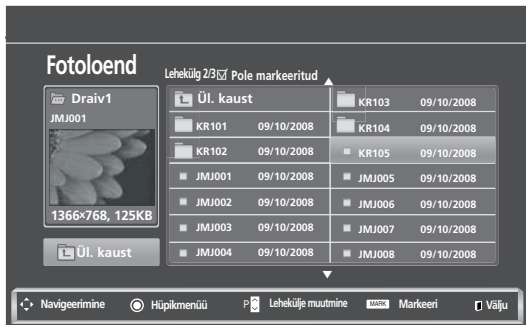 Fotoloend
Lehekülg 2/3 Pole markeeritud
Draiv1
JMJ001
1366×768, 125KB
Ül. kaust
Ül. kaust
KR101 09/10/2008
KR102 09/10/2008
JMJ001 09/10/2008
JMJ002 09/10/2008
JMJ003 09/10/2008
JMJ004 09/10/2008
KR103 09/10/2008
KR104 09/10/2008
KR105 09/10/2008
JMJ005 09/10/2008
JMJ006 09/10/2008
JMJ007 09/10/2008
JMJ008 09/10/2008
Navigeerimine Hüpikmenüü P Lehekülje muutmine MARK Markeeri Välju